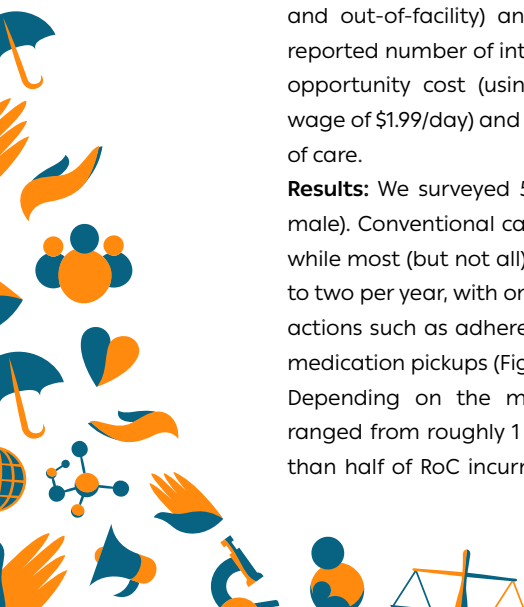 and out-of-facility) an
reported number of int
opportunity cost (usin
wage of $1.99/day) and
of care.
Results: We surveyed 5
male). Conventional ca
while most (but not all)
to two per year, with or
actions such as adhere
medication pickups (Fig
Depending on the m
ranged from roughly 1
than half of RoC incurr